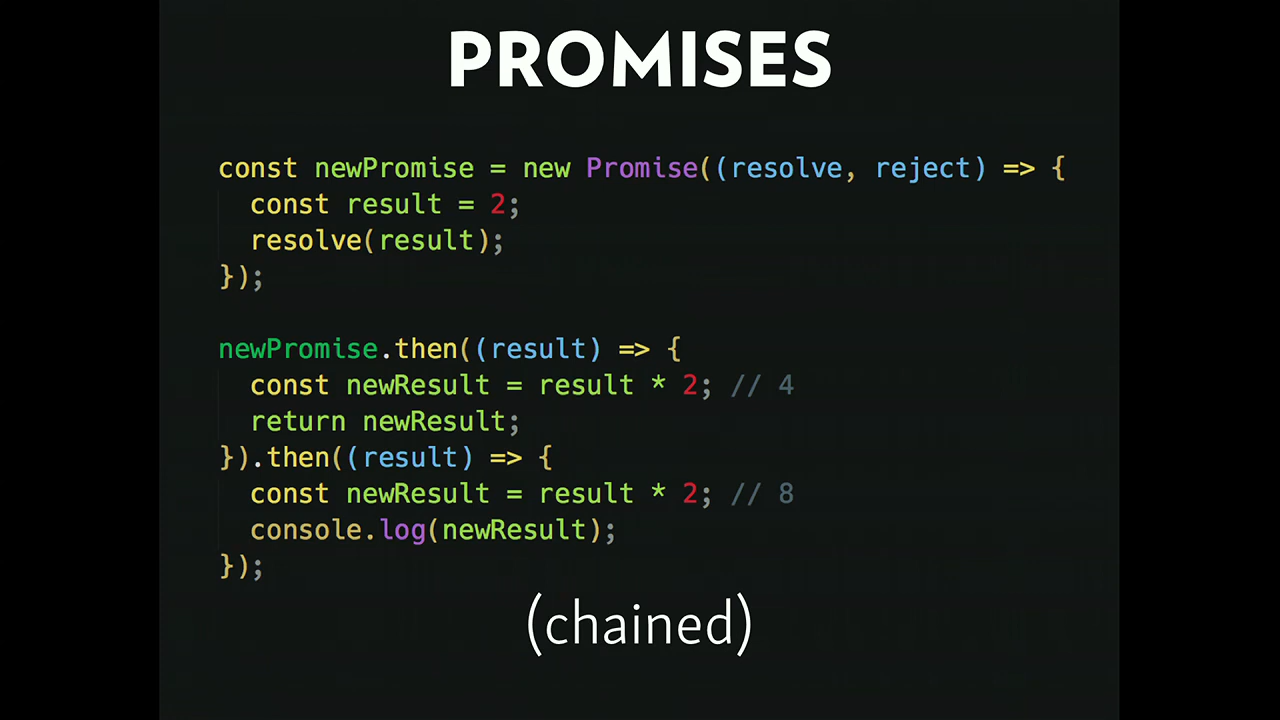 PROMISES
const newPromise = new Promise((resolve, reject) => {
  const result = 2;
  resolve(result);
});
newPromise.then((result) => {
  const newResult = result * 2; // 4
  return newResult;
}).then((result) => {
  const newResult = result * 2; // 8
  console.log(newResult);
});
(chained)